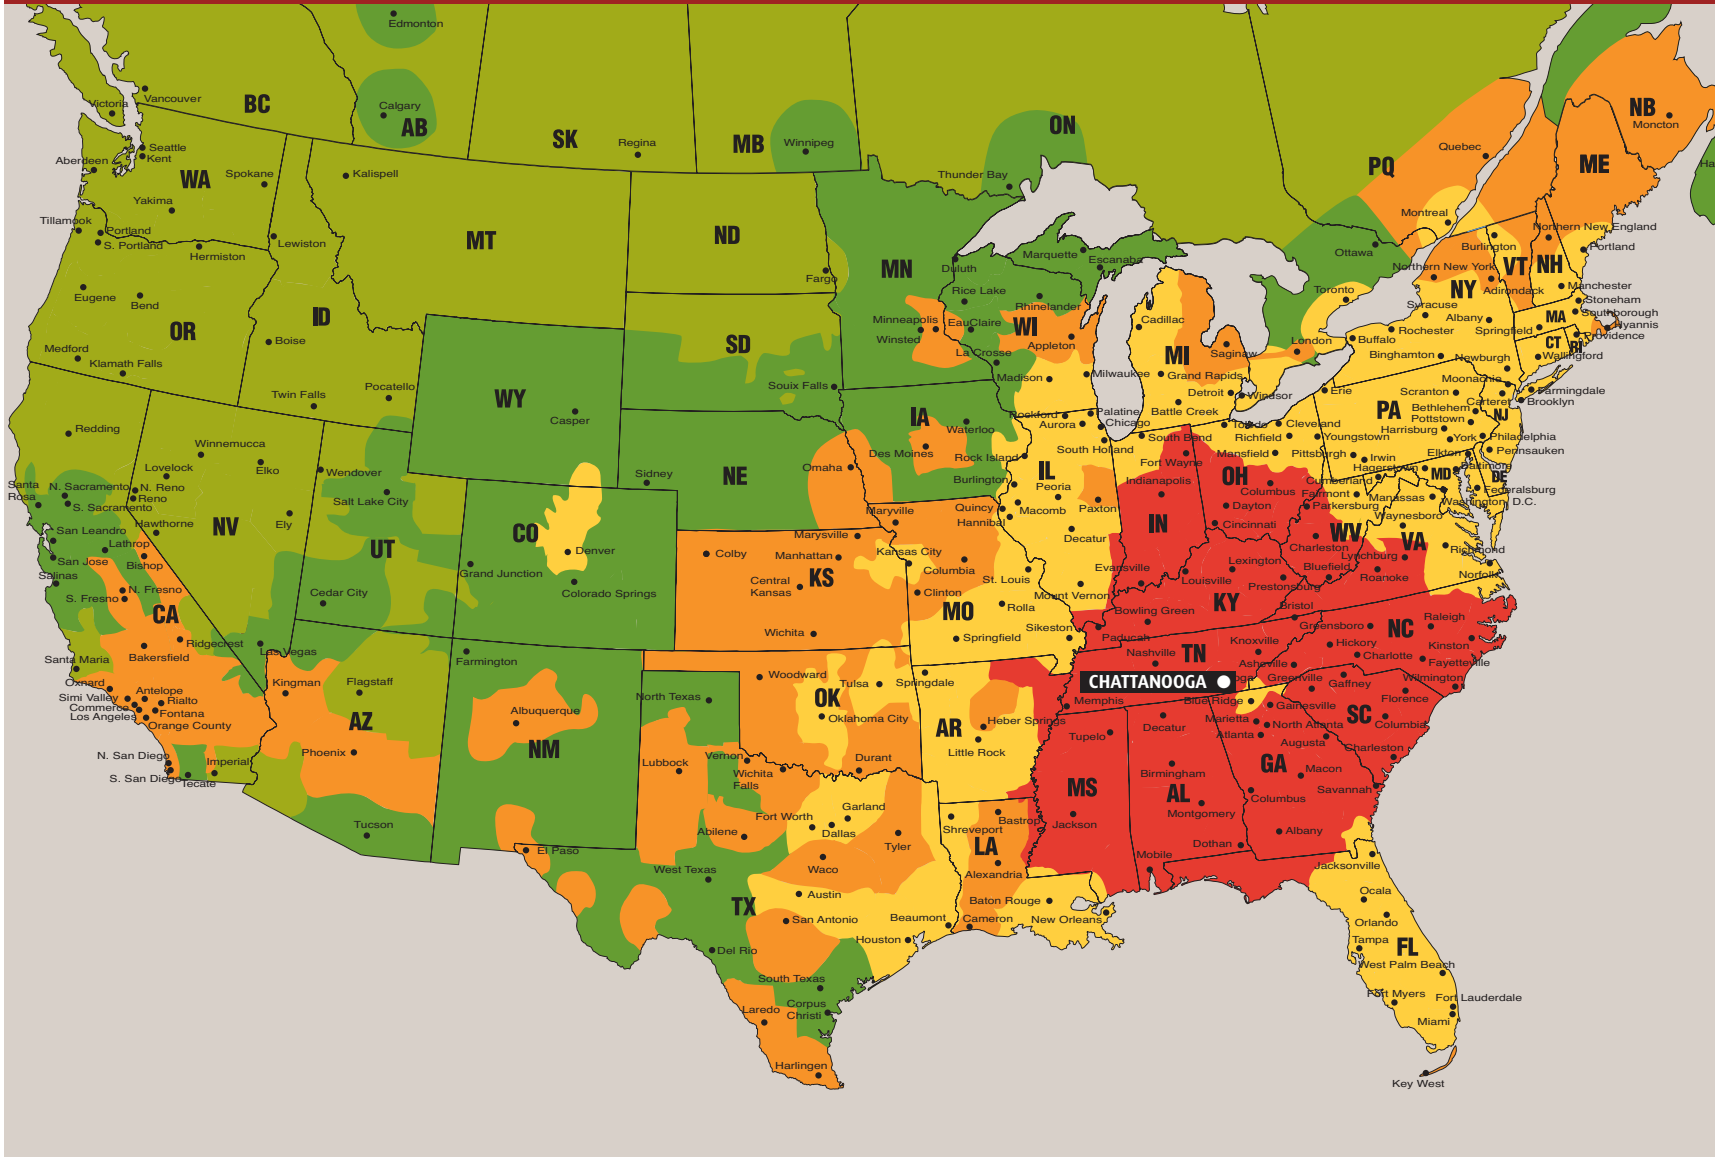 Edmonton
Victoria
Vancouver
BC
Calgary
AB
SK
Regina
MB
Winnipeg
ON
Thunder Bay
PQ
Quebec
Montreal
Ottawa
Toronto
London
Windsor
NB
Moncton
Ha
ME
Seattle
Kent
Aberdeen
WA
Spokane
Yakima
Tillamook
Portland
S. Portland
Hermiston
Lewiston
Kalispell
MT
ND
Fargo
MN
Duluth
Marquette
Escanaba
Rice Lake
Rhinelander
Minneapolis
EauClaire
WI
Winsted
Appleton
La Crosse
Madison
Milwaukee
Cadillac
MI
Saginaw
Grand Rapids
Detroit
Battle Creek
Northern New England
Burlington
Portland
VT
NH
Northern New York
NY
Adirondack
Manchester
Stoneham
Syracuse
Southborough
Albany
MA
Hyannis
Springfield
Rochester
Providence
Buffalo
CT
RI
Binghamton
Newburgh
Wallingford
Moonachie
Scranton
Farmingdale
Erie
Carteret
Brooklyn
PA
Bethlehem
Pottstown
NJ
Harrisburg
York
Philadelphia
Pennsauken
Elkton
Pittsburgh
Irwin
Hagerstown
Baltimore
MD
DE
Cumberland
Federalsburg
Fairmont
Manassas
Washington, D.C.
Parkersburg
Waynesboro
WV
VA
Richmond
Charleston
Lynchburg
Bluefield
Roanoke
Norfolk
Eugene
Bend
OR
ID
Boise
Medford
Klamath Falls
Twin Falls
Pocatello
WY
Casper
SD
Souix Falls
IA
Waterloo
Des Moines
Redding
Winnemucca
Lovelock
Elko
Wendover
Santa Rosa
N. Sacramento
N. Reno
Reno
S. Sacramento
Salt Lake City
San Leandro
Hawthorne
NV
Ely
Lathrop
San Jose
Bishop
UT
Salinas
N. Fresno
S. Fresno
Cedar City
CA
Ridgecrest
Las Vegas
Bakersfield
Santa Maria
Oxnard
Antelope
Simi Valley
Rialto
Commerce
Fontana
Los Angeles
Orange County
N. San Diego
S. San Diego
Tecate
Imperial
Kingman
Flagstaff
AZ
Phoenix
Tucson
CO
Denver
Grand Junction
Colorado Springs
Farmington
Albuquerque
NM
El Paso
Sidney
NE
Omaha
Colby
Marysville
Manhattan
Central Kansas
KS
Wichita
Maryville
Kansas City
Columbia
Clinton
MO
St. Louis
Rolla
Springfield
Sikeston
Quincy
Hannibal
Rock Island
Burlington
Rockford
Palatine
Aurora
Chicago
South Holland
IL
Peoria
Macomb
Paxton
Decatur
Mount Vernon
South Bend
Fort Wayne
Indianapolis
IN
Evansville
Toledo
Cleveland
Richfield
Youngstown
Mansfield
OH
Columbus
Dayton
Cincinnati
Lexington
Louisville
Prestonsburg
KY
Bowling Green
Paducah
Bristol
Knoxville
Nashville
TN
CHATTANOOGA
Memphis
Greensboro
Raleigh
NC
Hickory
Kinston
Charlotte
Fayetteville
Asheville
Wilmington
Greenville
Gaffney
Florence
SC
Columbia
Charleston
Blue Ridge
Gainesville
Marietta
North Atlanta
Atlanta
Augusta
GA
Macon
Savannah
Columbus
Albany
Tupelo
Decatur
MS
Birmingham
AL
Montgomery
Jackson
Dothan
Mobile
North Texas
Woodward
Tulsa
OK
Oklahoma City
Durant
Springdale
AR
Heber Springs
Little Rock
Lubbock
Vernon
Wichita Falls
Garland
Fort Worth
Dallas
Abilene
Tyler
Waco
West Texas
TX
Austin
San Antonio
Del Rio
Beaumont
Houston
South Texas
Corpus Christi
Laredo
Harlingen
Shreveport
Bastrop
LA
Alexandria
Baton Rouge
Cameron
New Orleans
Jacksonville
Ocala
Orlando
Tampa
FL
West Palm Beach
Fort Myers
Fort Lauderdale
Miami
Key West